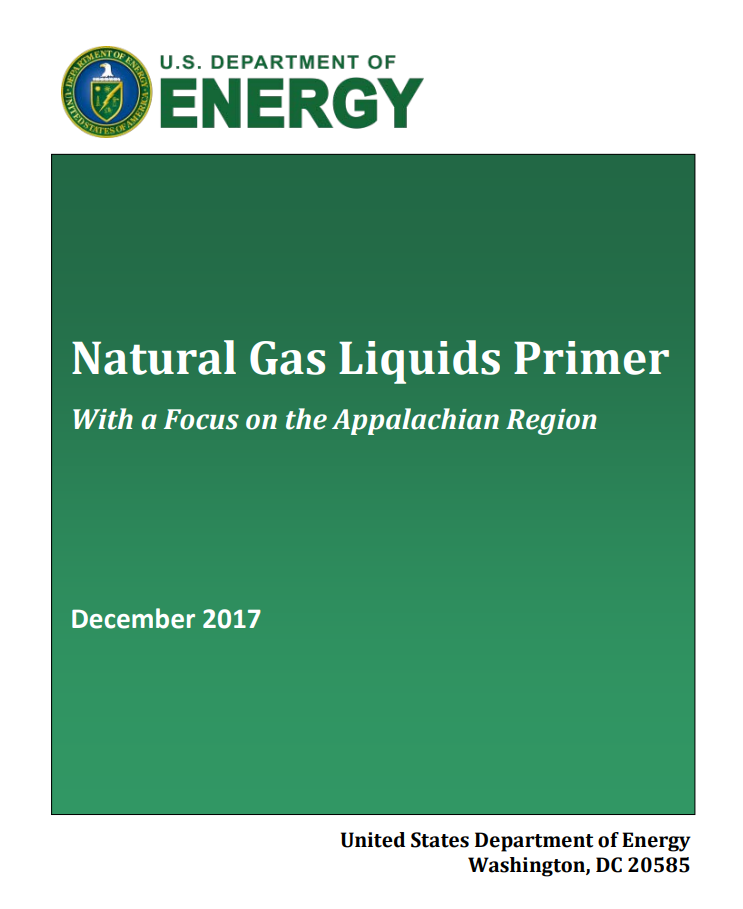 DEPARTMENT OF ENERGY
UNITED STATES OF AMERICA
U.S. DEPARTMENT OF
ENERGY
Natural Gas Liquids Primer
With a Focus on the Appalachian Region
December 2017
United States Department of Energy
Washington, DC 20585